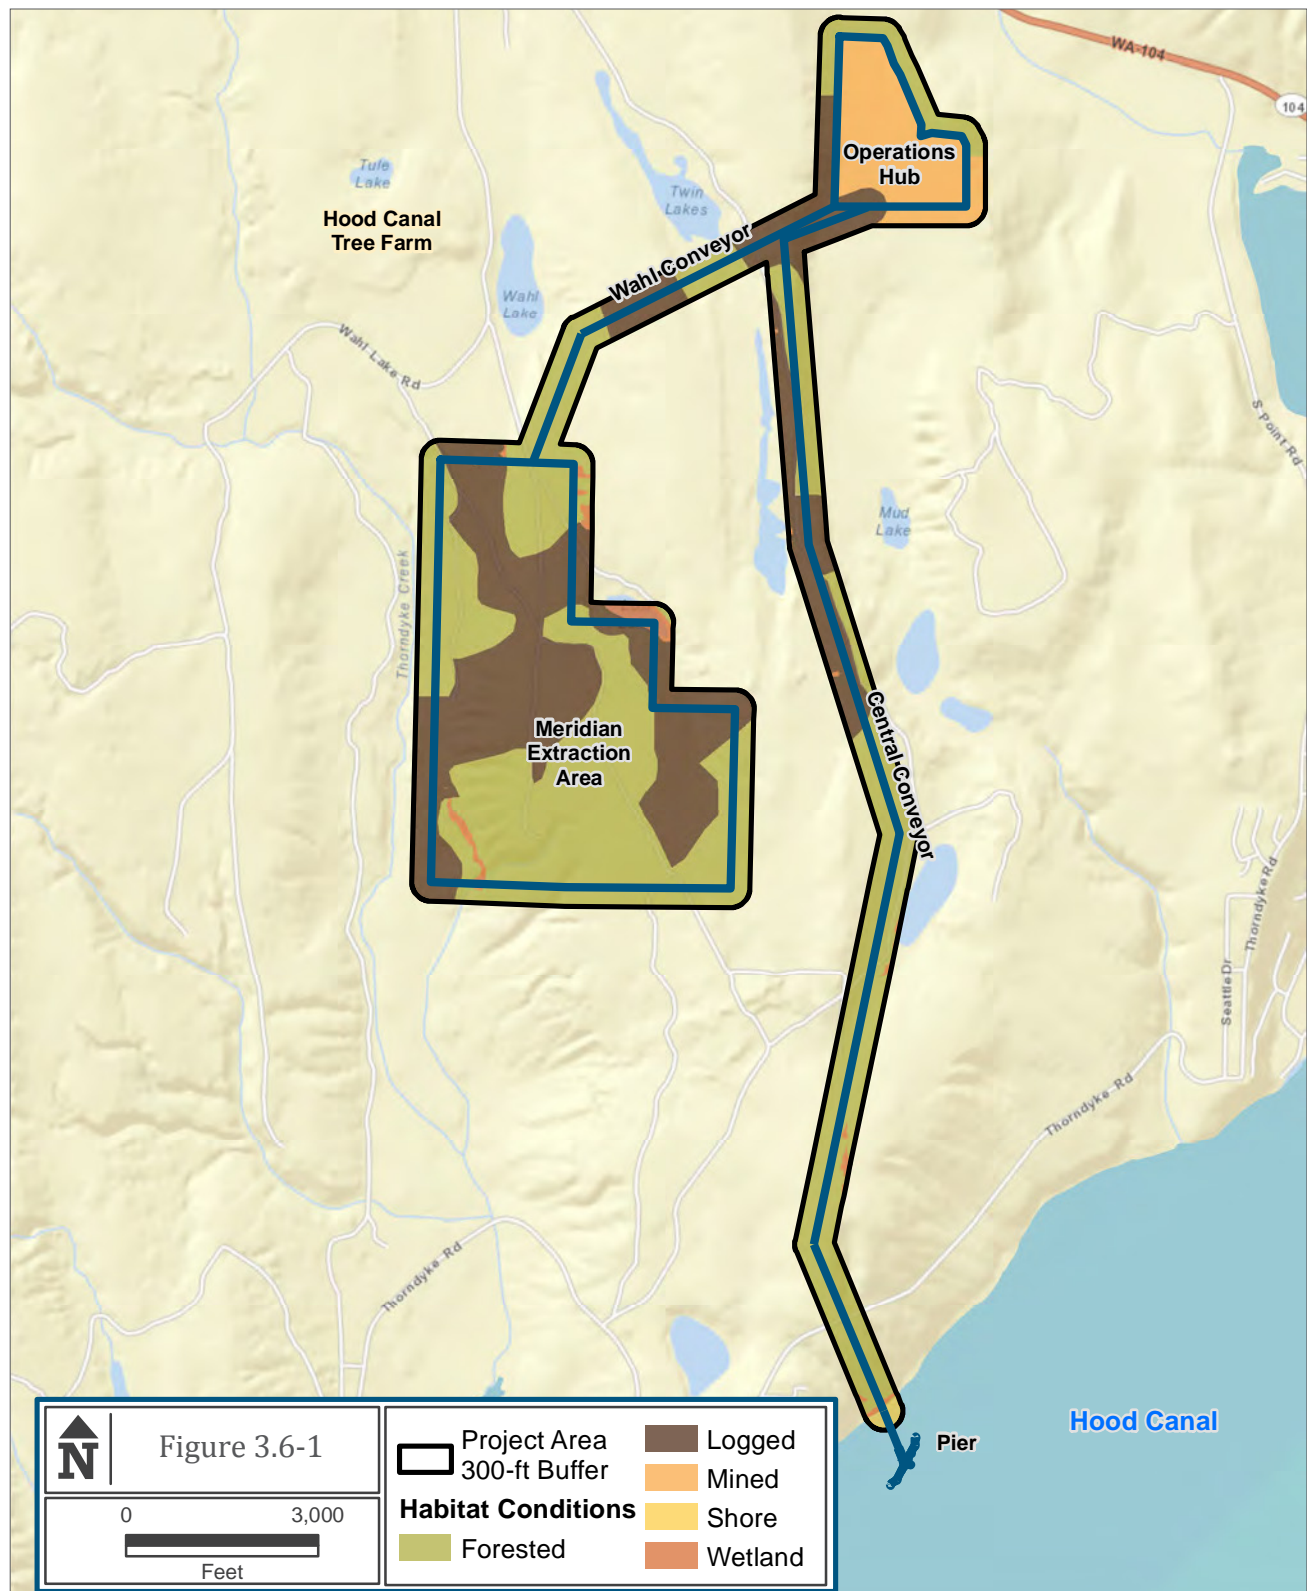 WA-104
104
Operations
Hub
Tule
Lake
Twin
Lakes
Hood Canal
Tree Farm
Wahl Conveyor
Wahl
Lake
Wahl Lake Rd
S Point Rd
Mud
Lake
Thorndyke Creek
Central Conveyor
Meridian
Extraction
Area
Thorndyke Rd
Seattle Dr
Thorndyke Rd
Thorndyke Rd
Hood Canal
Pier
N
Figure 3.6-1
0 3,000
Feet
Project Area
300-ft Buffer
Habitat Conditions
Forested
Logged
Mined
Shore
Wetland